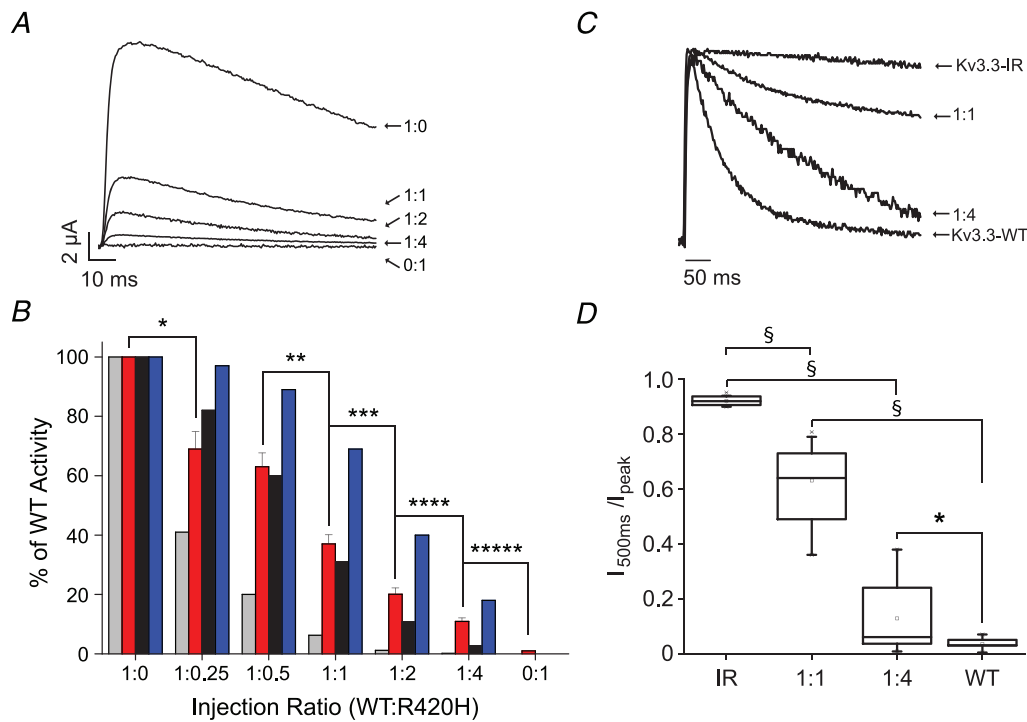 A
1:0
1:1
1:2
1:4
0:1
2 µA
10 ms
B
% of WT Activity
100
80
60
40
20
0
*
**
***
****
*****
1:0
1:0.25
1:0.5
1:1
1:2
1:4
0:1
Injection Ratio (WT:R420H)
C
Kv3.3-IR
1:1
1:4
Kv3.3-WT
50 ms
D
I500ms/Ipeak
1.0
0.8
0.6
0.4
0.2
0
§
§
§
*
IR
1:1
1:4
WT